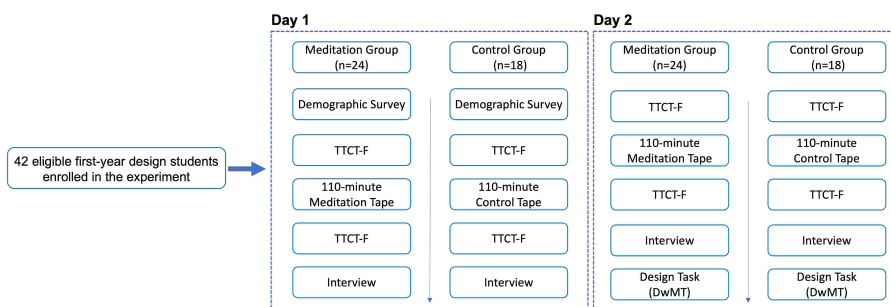 Day 1
Day 2
42 eligible first-year design students
enrolled in the experiment
Meditation Group
(n=24)
Demographic Survey
TTCT-F
110-minute
Meditation Tape
TTCT-F
Interview
Control Group
(n=18)
Demographic Survey
TTCT-F
110-minute
Control Tape
TTCT-F
Interview
Meditation Group
(n=24)
TTCT-F
110-minute
Meditation Tape
TTCT-F
Interview
Design Task
(DwMT)
Control Group
(n=18)
TTCT-F
110-minute
Control Tape
TTCT-F
Interview
Design Task
(DwMT)